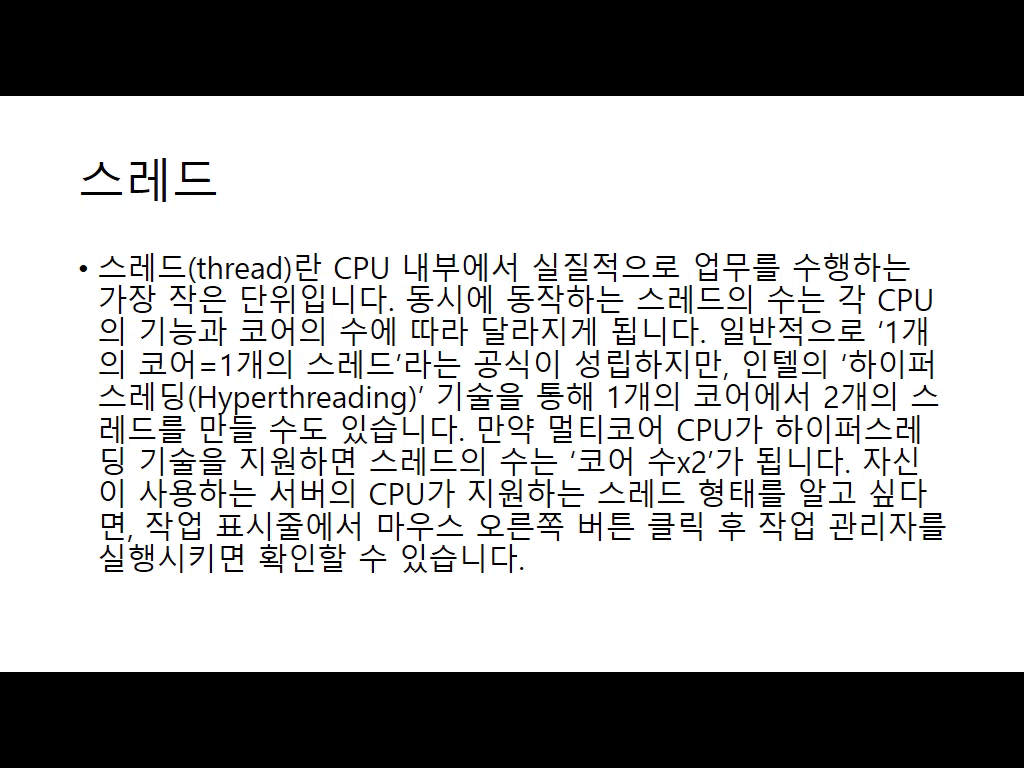 스레드
• 스레드(thread)란 CPU 내부에서 실질적으로 업무를 수행하는
가장 작은 단위입니다. 동시에 동작하는 스레드의 수는 각 CPU
의 기능과 코어의 수에 따라 달라지게 됩니다. 일반적으로 ‘1개
의 코어=1개의 스레드’라는 공식이 성립하지만, 인텔의 ‘하이퍼
스레딩(Hyperthreading)’ 기술을 통해 1개의 코어에서 2개의 스
레드를 만들 수도 있습니다. 만약 멀티코어 CPU가 하이퍼스레
딩 기술을 지원하면 스레드의 수는 ‘코어 수x2’가 됩니다. 자신
이 사용하는 서버의 CPU가 지원하는 스레드 형태를 알고 싶다
면, 작업 표시줄에서 마우스 오른쪽 버튼 클릭 후 작업 관리자를
실행시키면 확인할 수 있습니다.